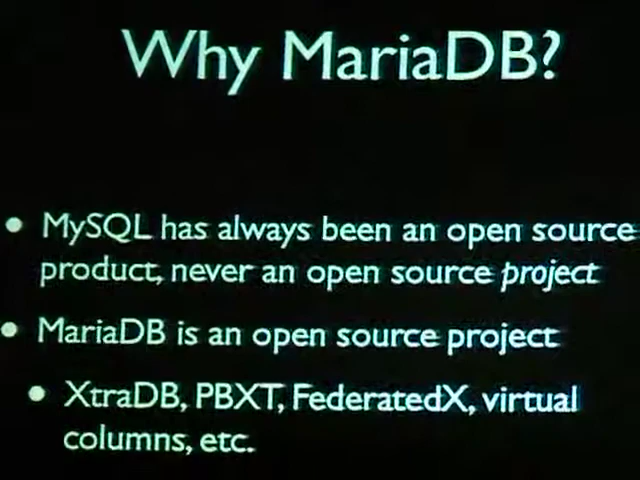 Why MariaDB?
• MySQL has always been an open source
product, never an open source project
• MariaDB is an open source project
• XtraDB, PBXT, FederatedX, virtual
columns, etc.